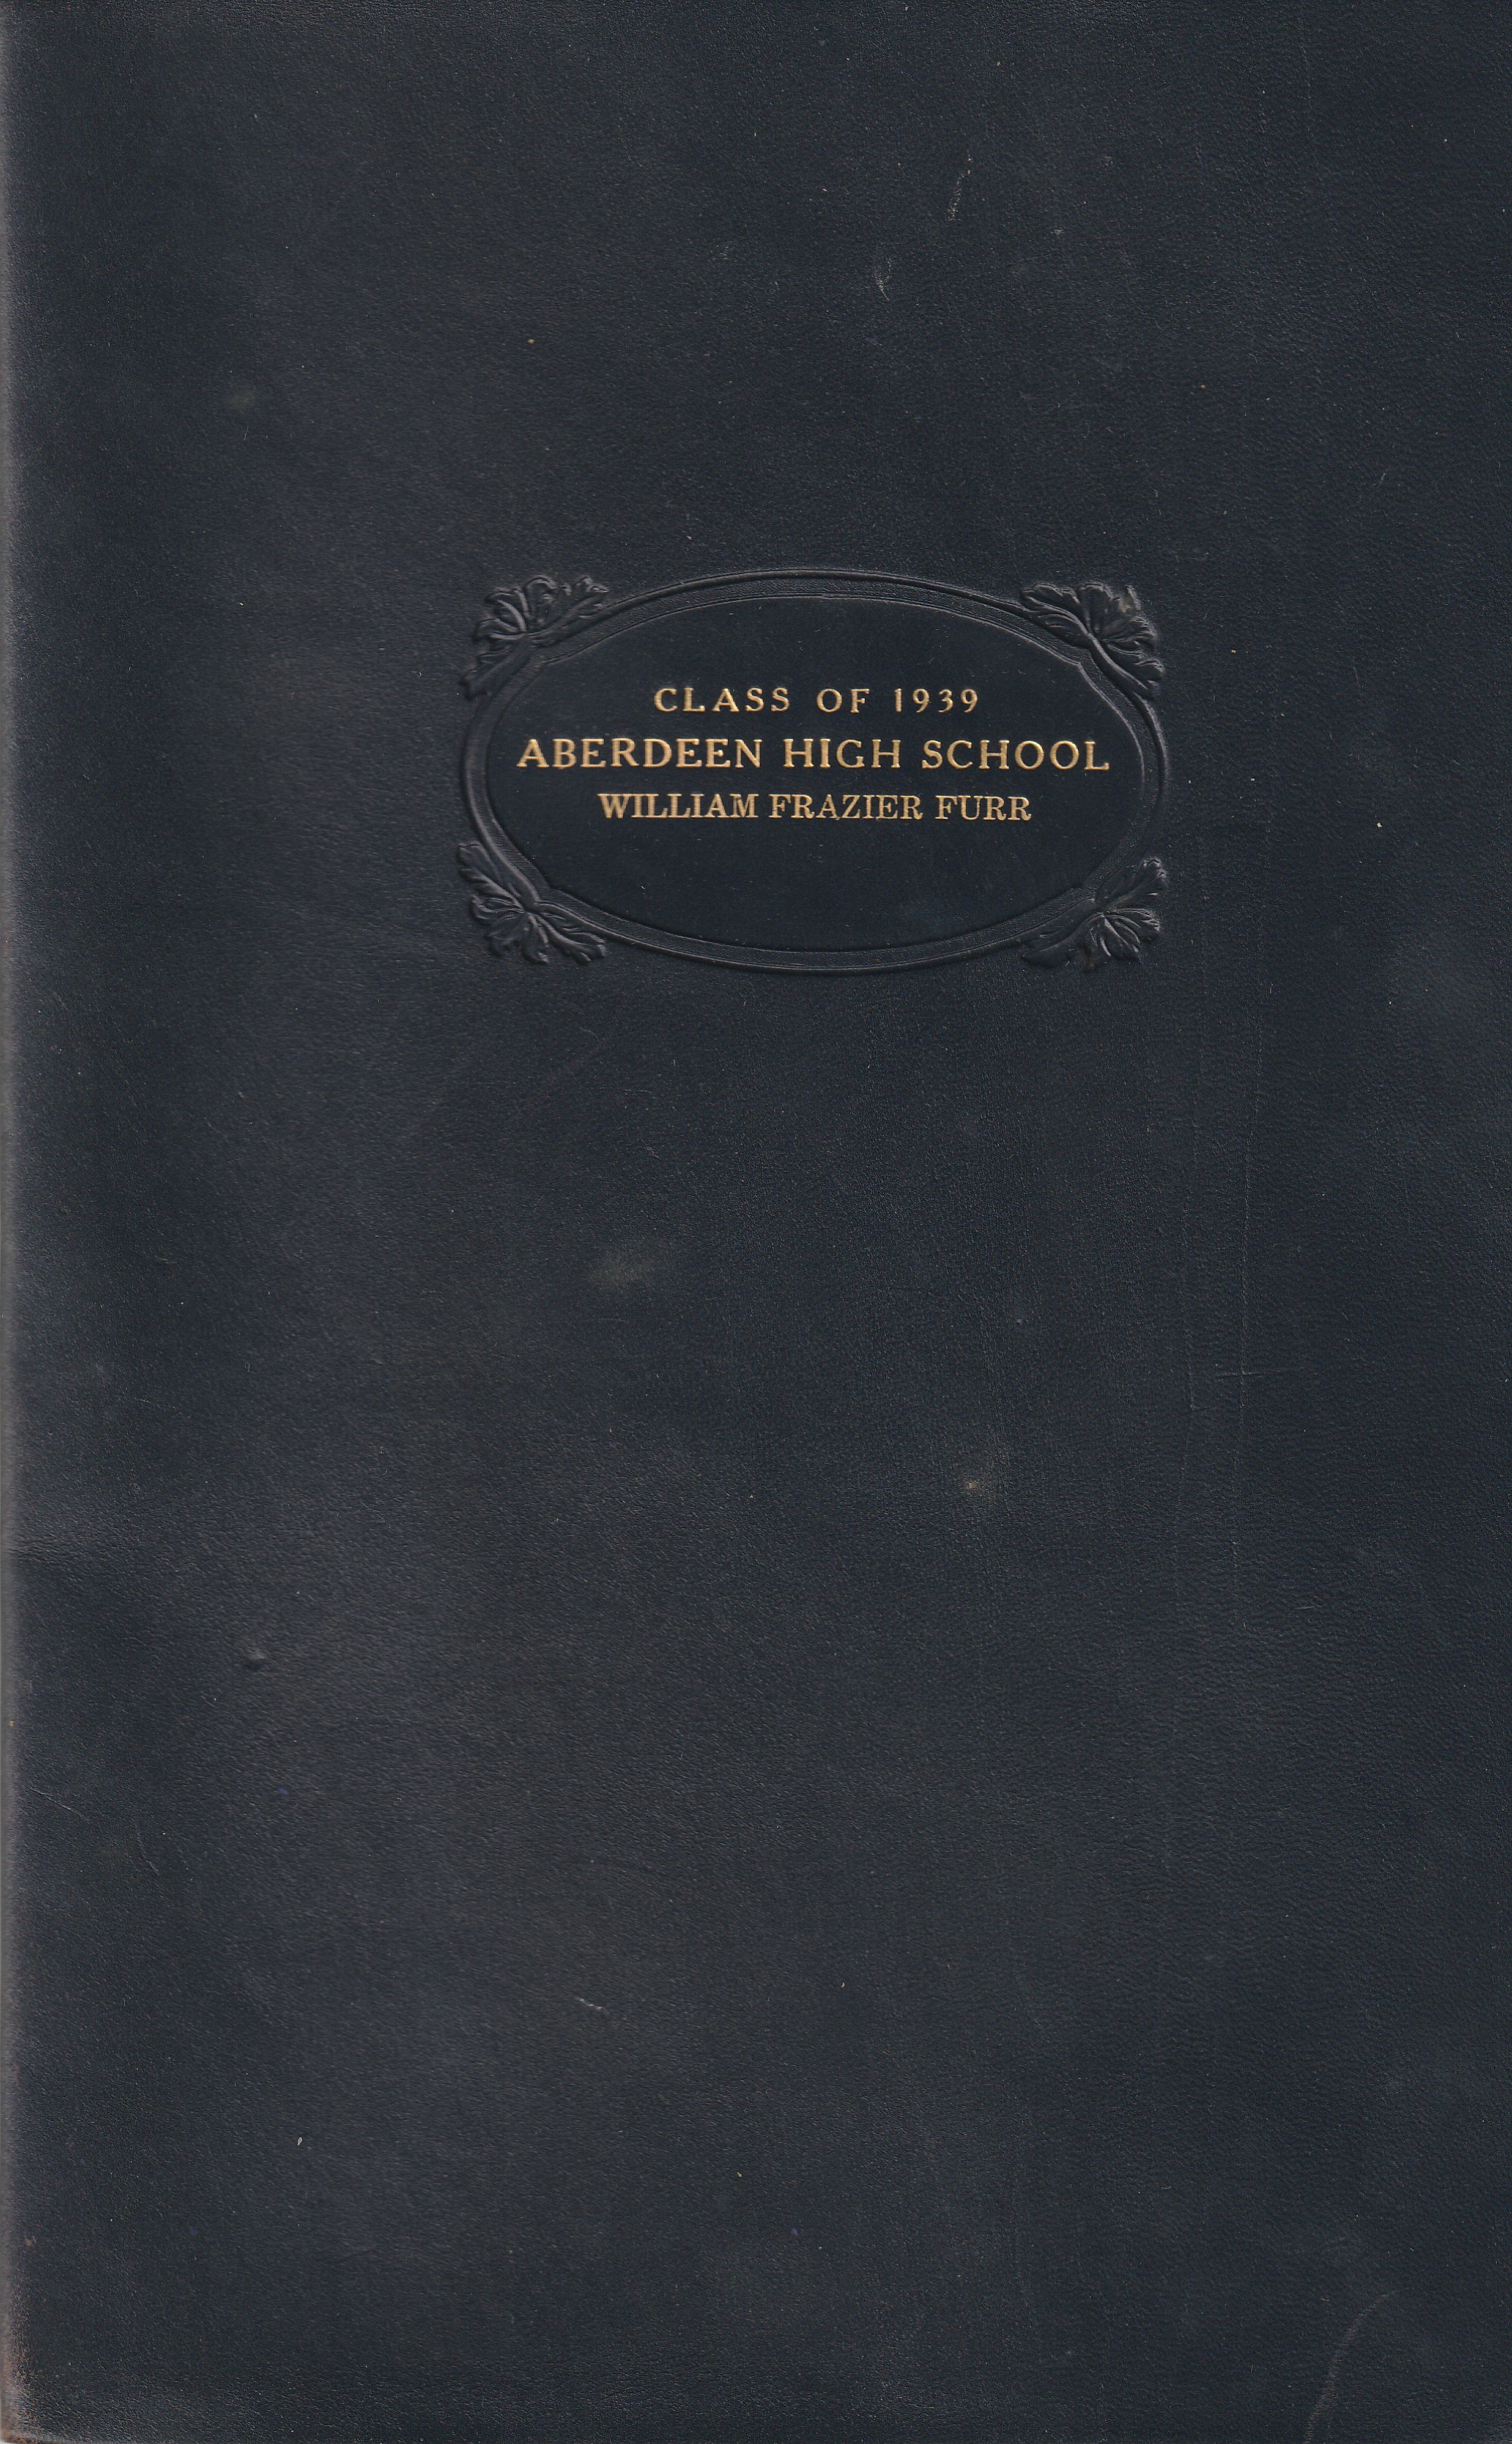 CLASS OF 1939
ABERDEEN HIGH SCHOOL
WILLIAM FRAZIER FURR